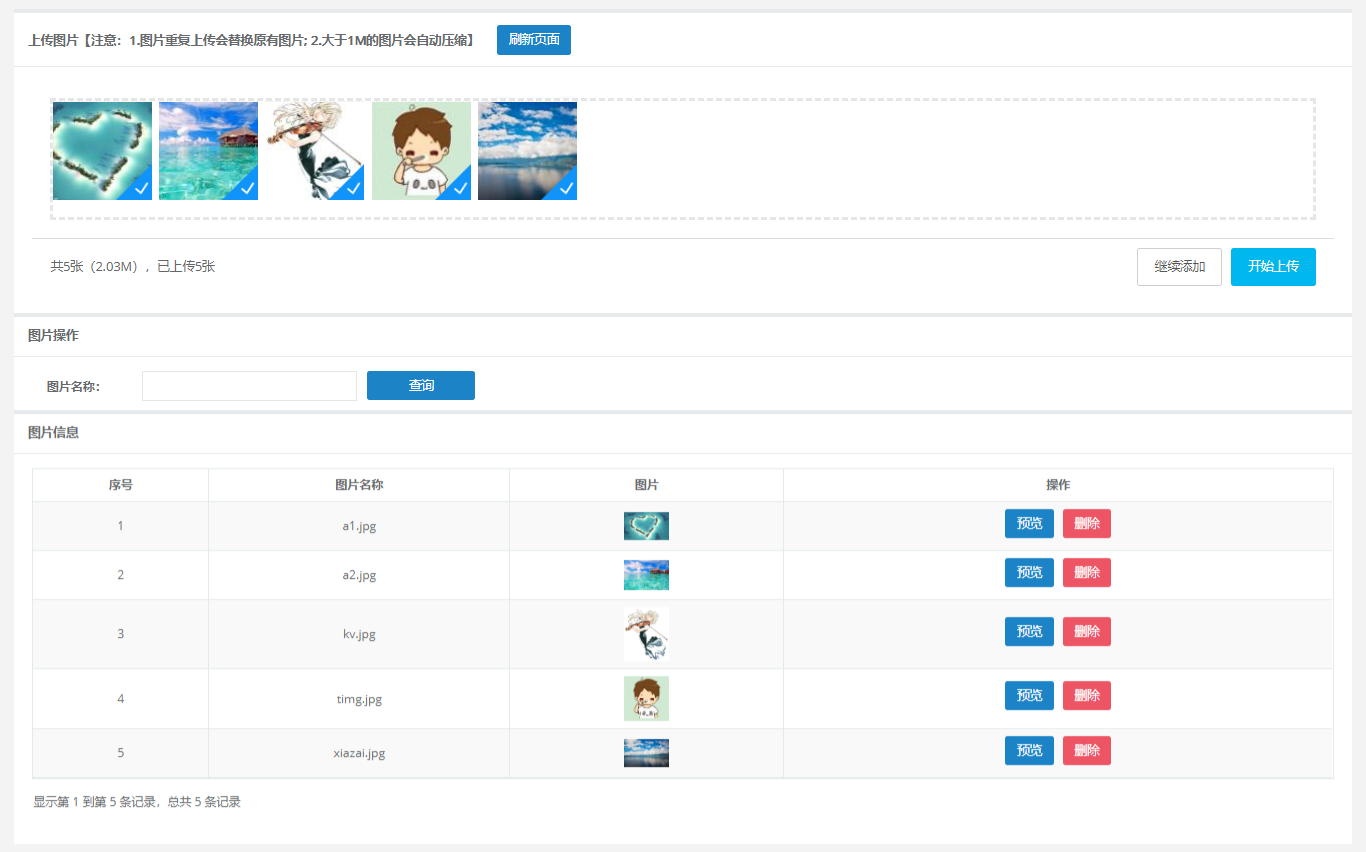 上传图片【注意：1.图片重复上传会替换原有图片; 2.大于1M的图片会自动压缩】 刷新页面
共5张（2.03M），已上传5张 继续添加 开始上传
图片操作
图片名称： 查询
图片信息
序号 图片名称 图片 操作
1 a1.jpg 预览 删除
2 a2.jpg 预览 删除
3 kv.jpg 预览 删除
4 timg.jpg 预览 删除
5 xiazai.jpg 预览 删除
显示第 1 到第 5 条记录，总共 5 条记录